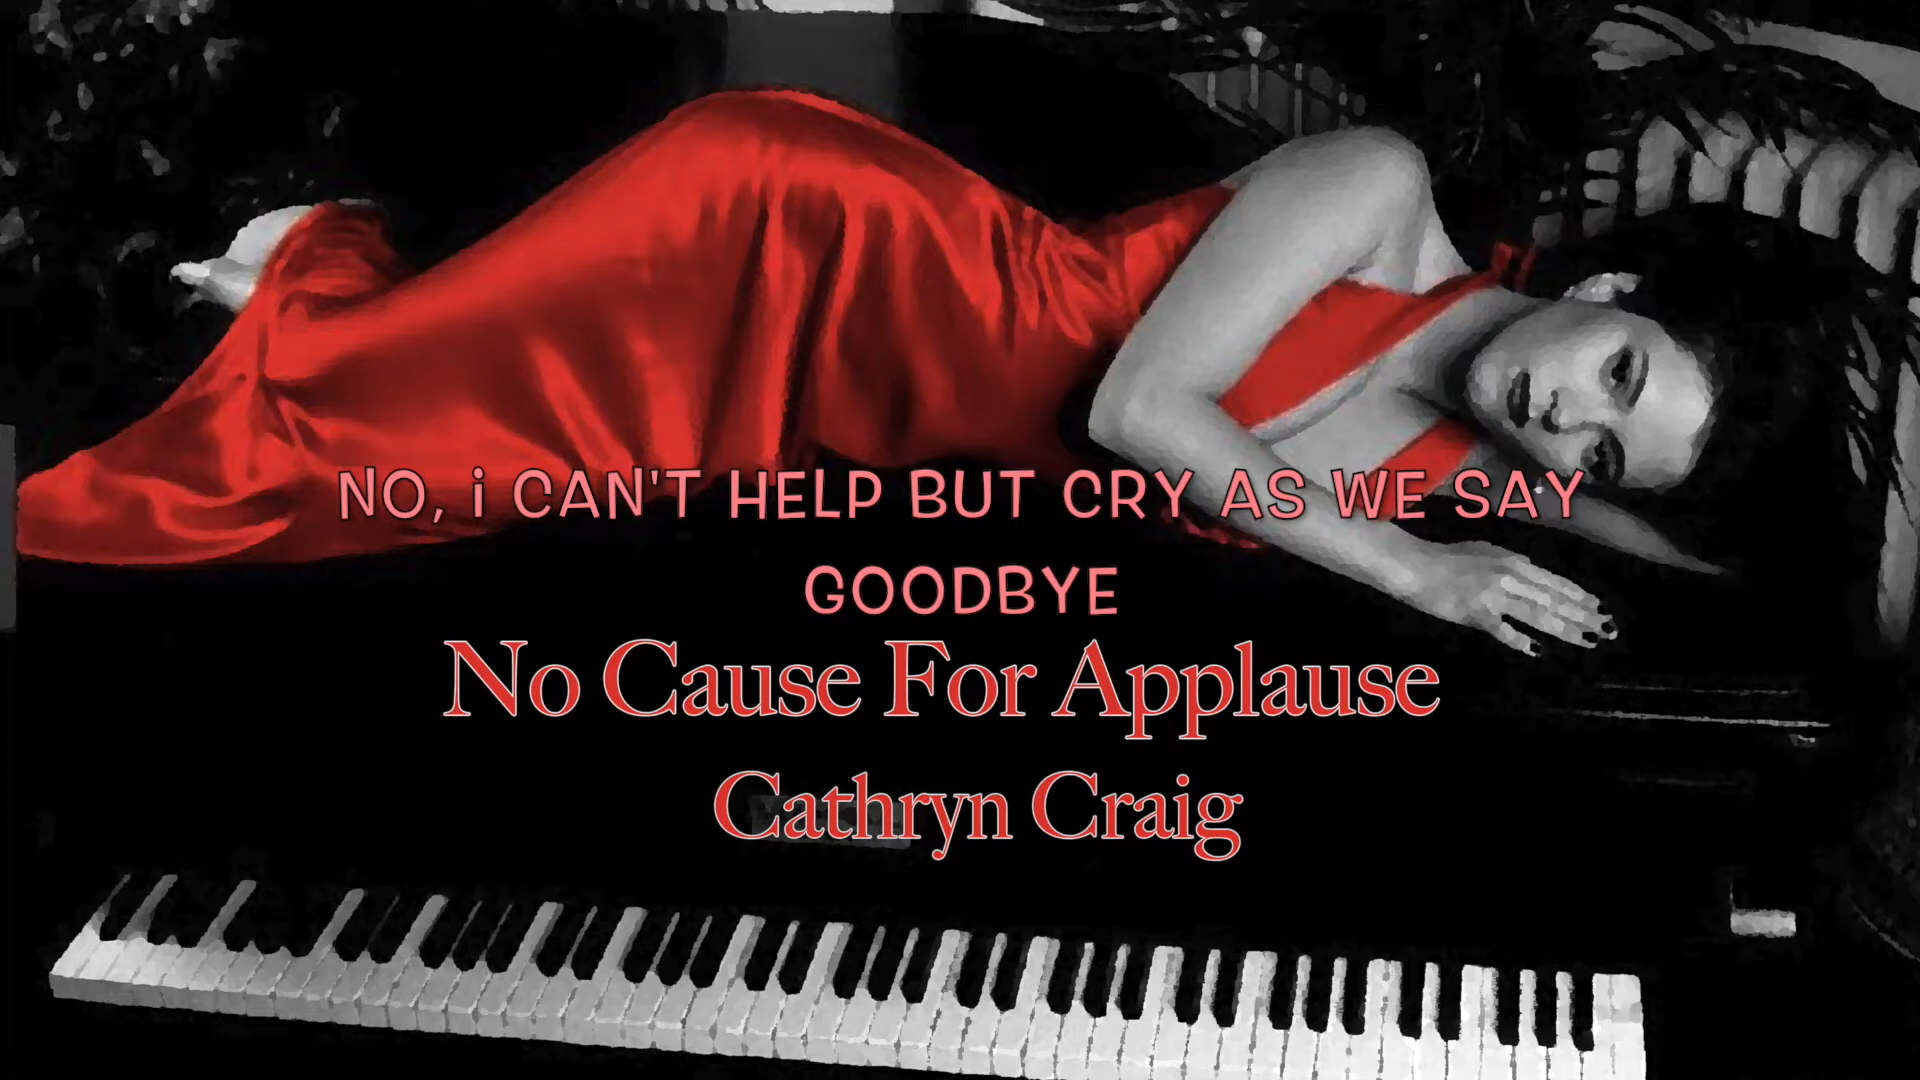 NO, i CAN'T HELP BUT CRY AS WE SAY
GOODBYE
No Cause For Applause
Cathryn Craig